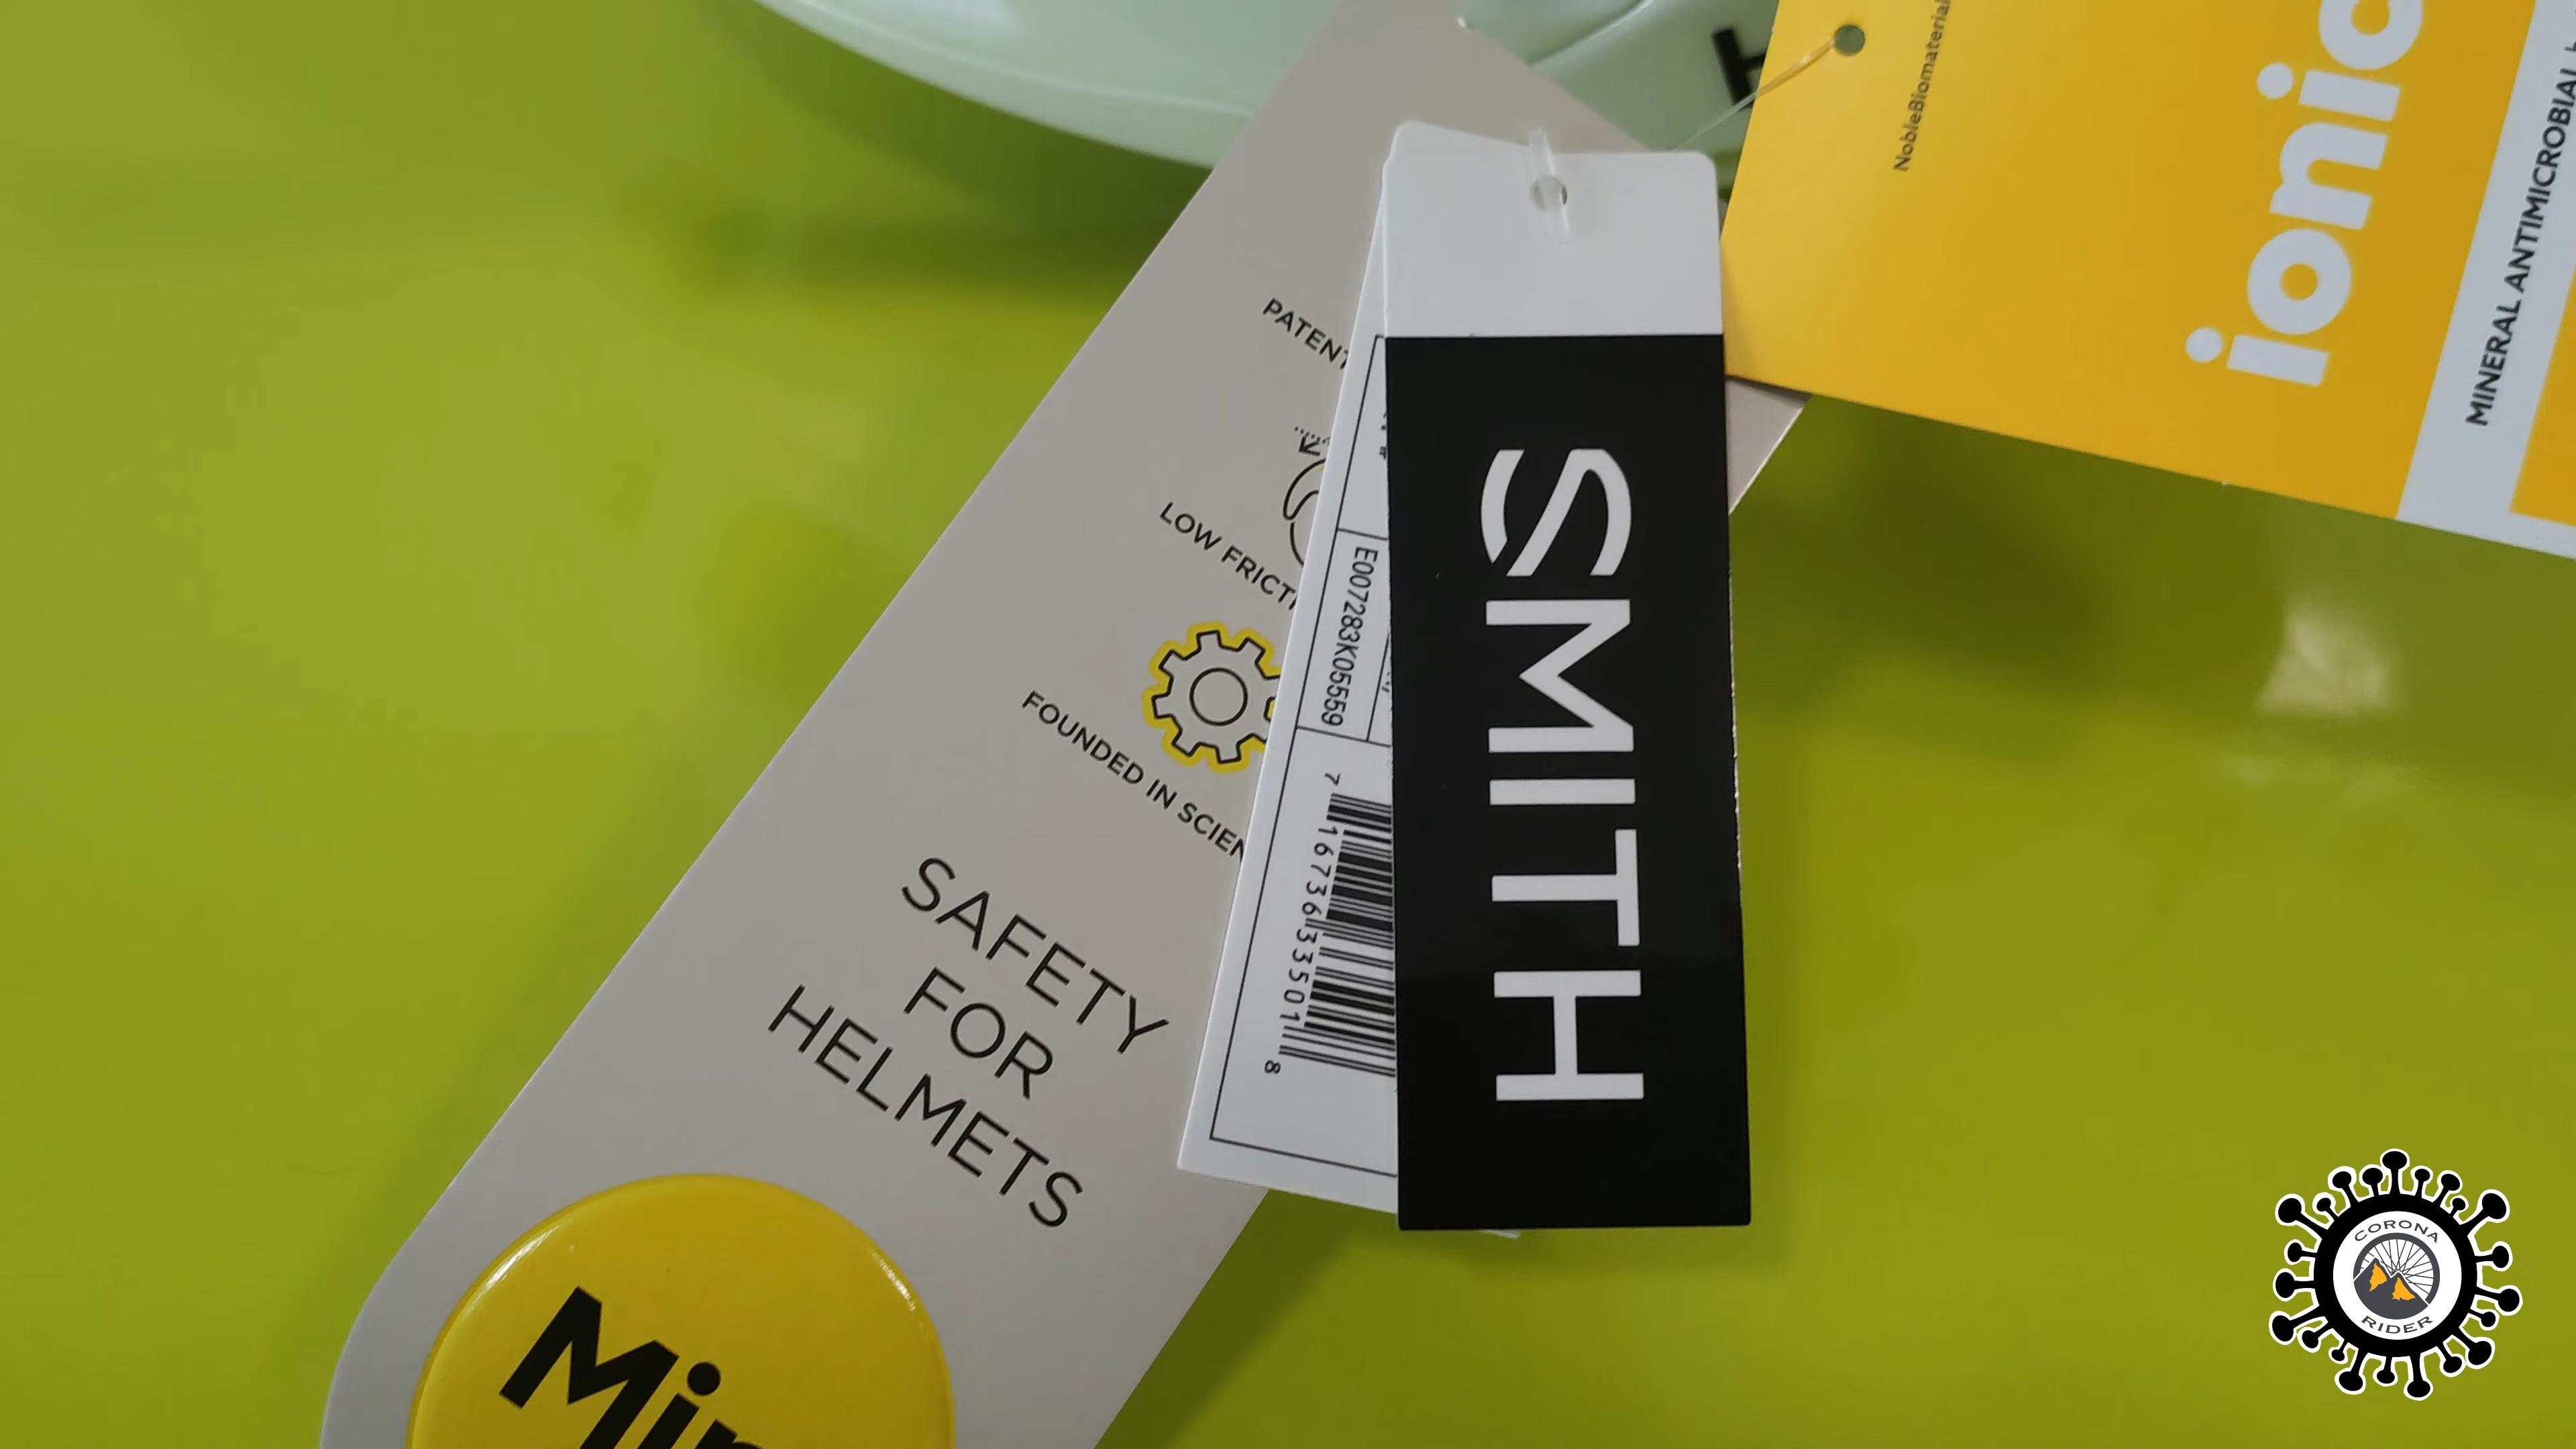 PATENT
LOW FRICTI
FOUNDED IN SCIEN
SAFETY
FOR
HELMETS
Mip
E007283K05559
7 16736 33501 8
SMITH
H
NobleBiomaterial
ionic
MINERAL ANTIMICROBIAL
CORONA
RIDER